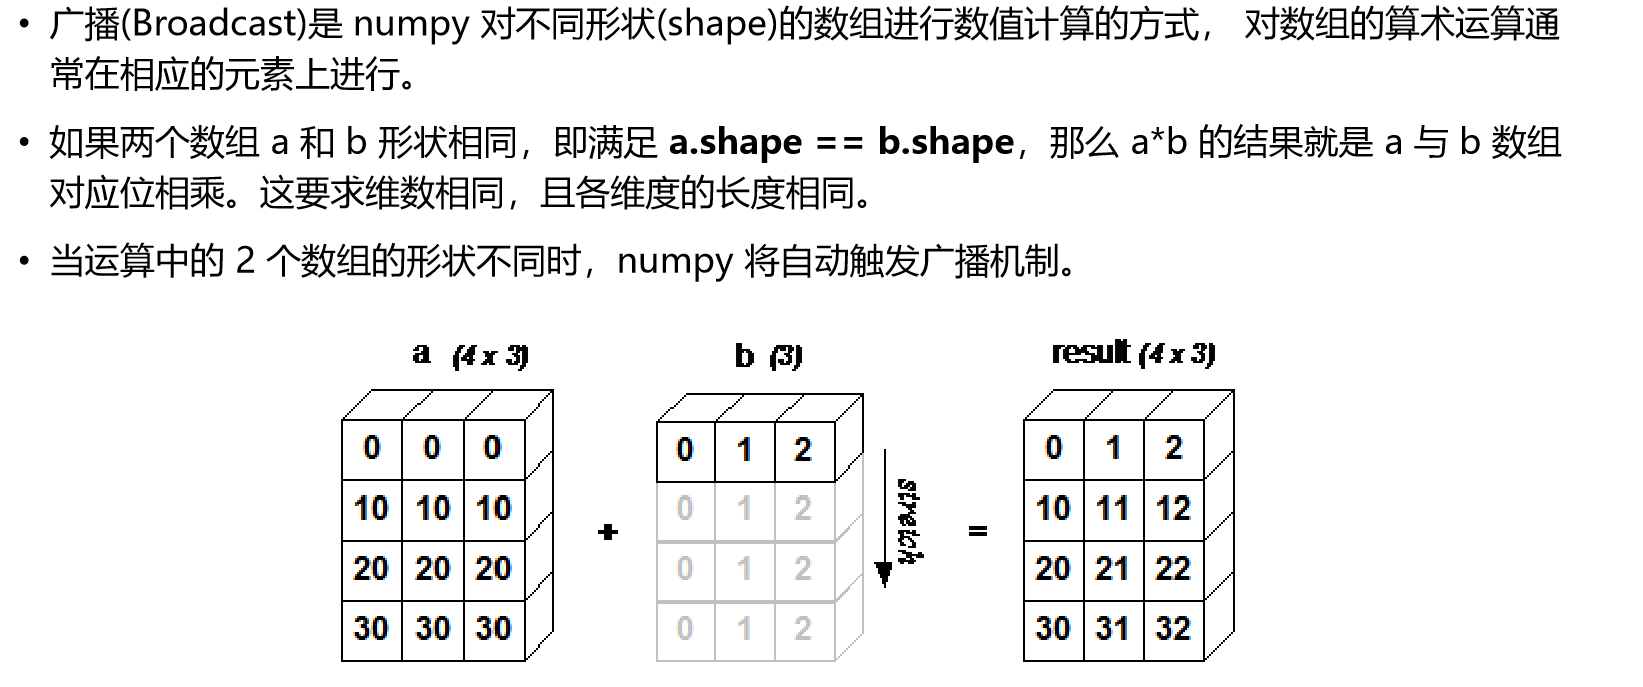 • 广播(Broadcast)是 numpy 对不同形状(shape)的数组进行数值计算的方式， 对数组的算术运算通
常在相应的元素上进行。
• 如果两个数组 a 和 b 形状相同，即满足 a.shape == b.shape，那么 a*b 的结果就是 a 与 b 数组
对应位相乘。这要求维数相同，且各维度的长度相同。
• 当运算中的 2 个数组的形状不同时，numpy 将自动触发广播机制。
a (4 x 3) b (3) result (4 x 3)
0 0 0 0 1 2 0 1 2
10 10 10 0 1 2 10 11 12
stretch
+ =
20 20 20 0 1 2 20 21 22
30 30 30 0 1 2 30 31 32